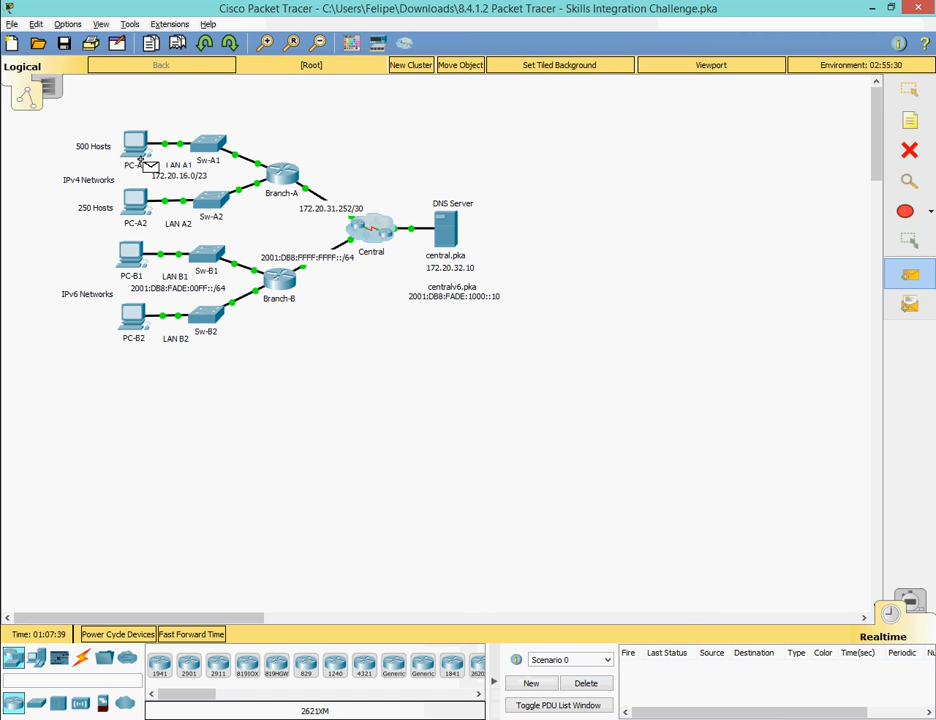 Cisco Packet Tracer - C:\Users\Felipe\Downloads\8.4.1.2 Packet Tracer - Skills Integration Challenge.pka
File Edit Options View Tools Extensions Help
Logical Back [Root] New Cluster Move Object Set Tiled Background Viewport Environment: 02:55:30
500 Hosts
Sw-A1
PC-A
LAN A1
172.20.16.0/23
IPv4 Networks
Branch-A
250 Hosts
172.20.31.252/30
DNS Server
Sw-A2
PC-A2
LAN A2
Central
central.pka
172.20.32.10
2001:DB8:FFFF:FFFF::/64
Sw-B1
PC-B1
LAN B1
2001:DB8:FADE:00FF::/64
centralv6.pka
2001:DB8:FADE:1000::10
IPv6 Networks
Branch-B
Sw-B2
PC-B2
LAN B2
Time: 01:07:39 Power Cycle Devices Fast Forward Time Realtime
1941 2901 2911 819IOX 819HGW 829 1240 4321 Generic Generic 1841 2620
2621XM
Scenario 0
New Delete
Toggle PDU List Window
Fire Last Status Source Destination Type Color Time(sec) Periodic Nu